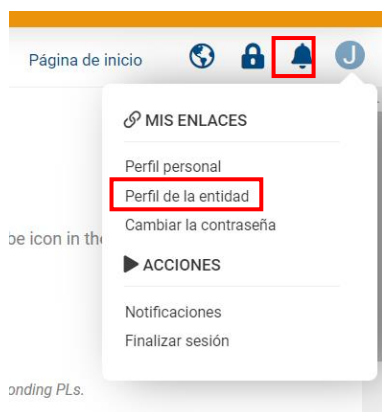 Página de inicio
J
MIS ENLACES
Perfil personal
Perfil de la entidad
Cambiar la contraseña
be icon in the
ACCIONES
Notificaciones
Finalizar sesión
onding PLs.